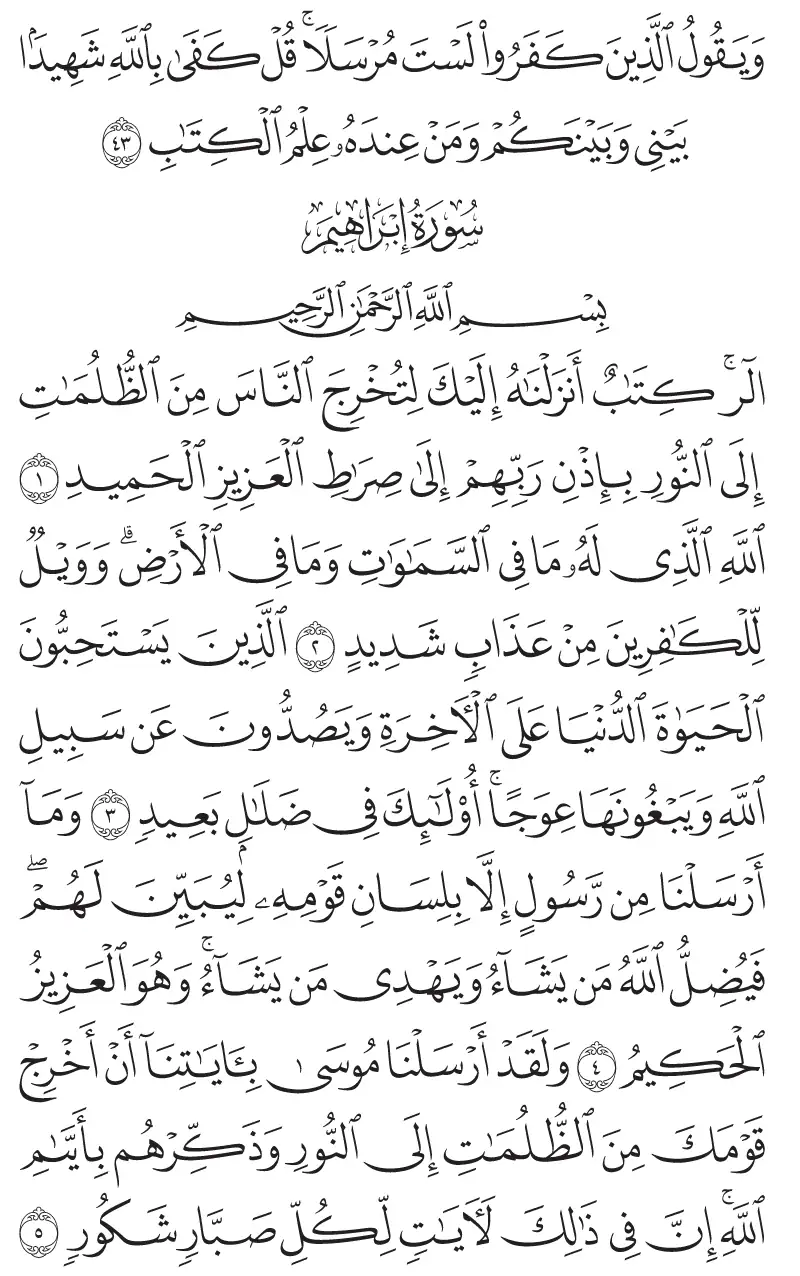 وَيَقُولُ ٱلَّذِينَ كَفَرُوا۟ لَسْتَ مُرْسَلًۭا ۚ قُلْ كَفَىٰ بِٱللَّهِ شَهِيدًۢا
بَيْنِى وَبَيْنَكُمْ وَمَنْ عِندَهُۥ عِلْمُ ٱلْكِتَـٰبِ ٤٣
سُورَةُ إِبْرَاهِيمَ
بِسْمِ ٱللَّهِ ٱلرَّحْمَـٰنِ ٱلرَّحِيمِ
الٓر ۚ كِتَـٰبٌ أَنزَلْنَـٰهُ إِلَيْكَ لِتُخْرِجَ ٱلنَّاسَ مِنَ ٱلظُّلُمَـٰتِ
إِلَى ٱلنُّورِ بِإِذْنِ رَبِّهِمْ إِلَىٰ صِرَٰطِ ٱلْعَزِيزِ ٱلْحَمِيدِ ١
ٱللَّهِ ٱلَّذِى لَهُۥ مَا فِى ٱلسَّمَـٰوَٰتِ وَمَا فِى ٱلْأَرْضِ ۗ وَوَيْلٌۭ
لِّلْكَـٰفِرِينَ مِنْ عَذَابٍۢ شَدِيدٍ ٢ ٱلَّذِينَ يَسْتَحِبُّونَ
ٱلْحَيَوٰةَ ٱلدُّنْيَا عَلَى ٱلْـَٔاخِرَةِ وَيَصُدُّونَ عَن سَبِيلِ
ٱللَّهِ وَيَبْغُونَهَا عِوَجًا ۚ أُو۟لَـٰٓئِكَ فِى ضَلَـٰلٍۭ بَعِيدٍۢ ٣ وَمَآ
أَرْسَلْنَا مِن رَّسُولٍ إِلَّا بِلِسَانِ قَوْمِهِۦ لِيُبَيِّنَ لَهُمْ ۖ
فَيُضِلُّ ٱللَّهُ مَن يَشَآءُ وَيَهْدِى مَن يَشَآءُ ۚ وَهُوَ ٱلْعَزِيزُ
ٱلْحَكِيمُ ٤ وَلَقَدْ أَرْسَلْنَا مُوسَىٰ بِـَٔايَـٰتِنَآ أَنْ أَخْرِجْ
قَوْمَكَ مِنَ ٱلظُّلُمَـٰتِ إِلَى ٱلنُّورِ وَذَكِّرْهُم بِأَيَّىٰمِ
ٱللَّهِ ۚ إِنَّ فِى ذَٰلِكَ لَـَٔايَـٰتٍۢ لِّكُلِّ صَبَّارٍۢ شَكُورٍۢ ٥